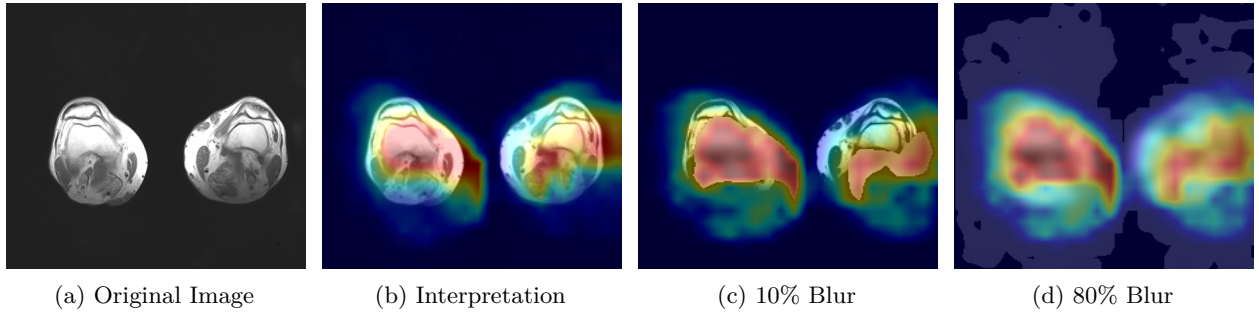 (a) Original Image
(b) Interpretation
(c) 10% Blur
(d) 80% Blur